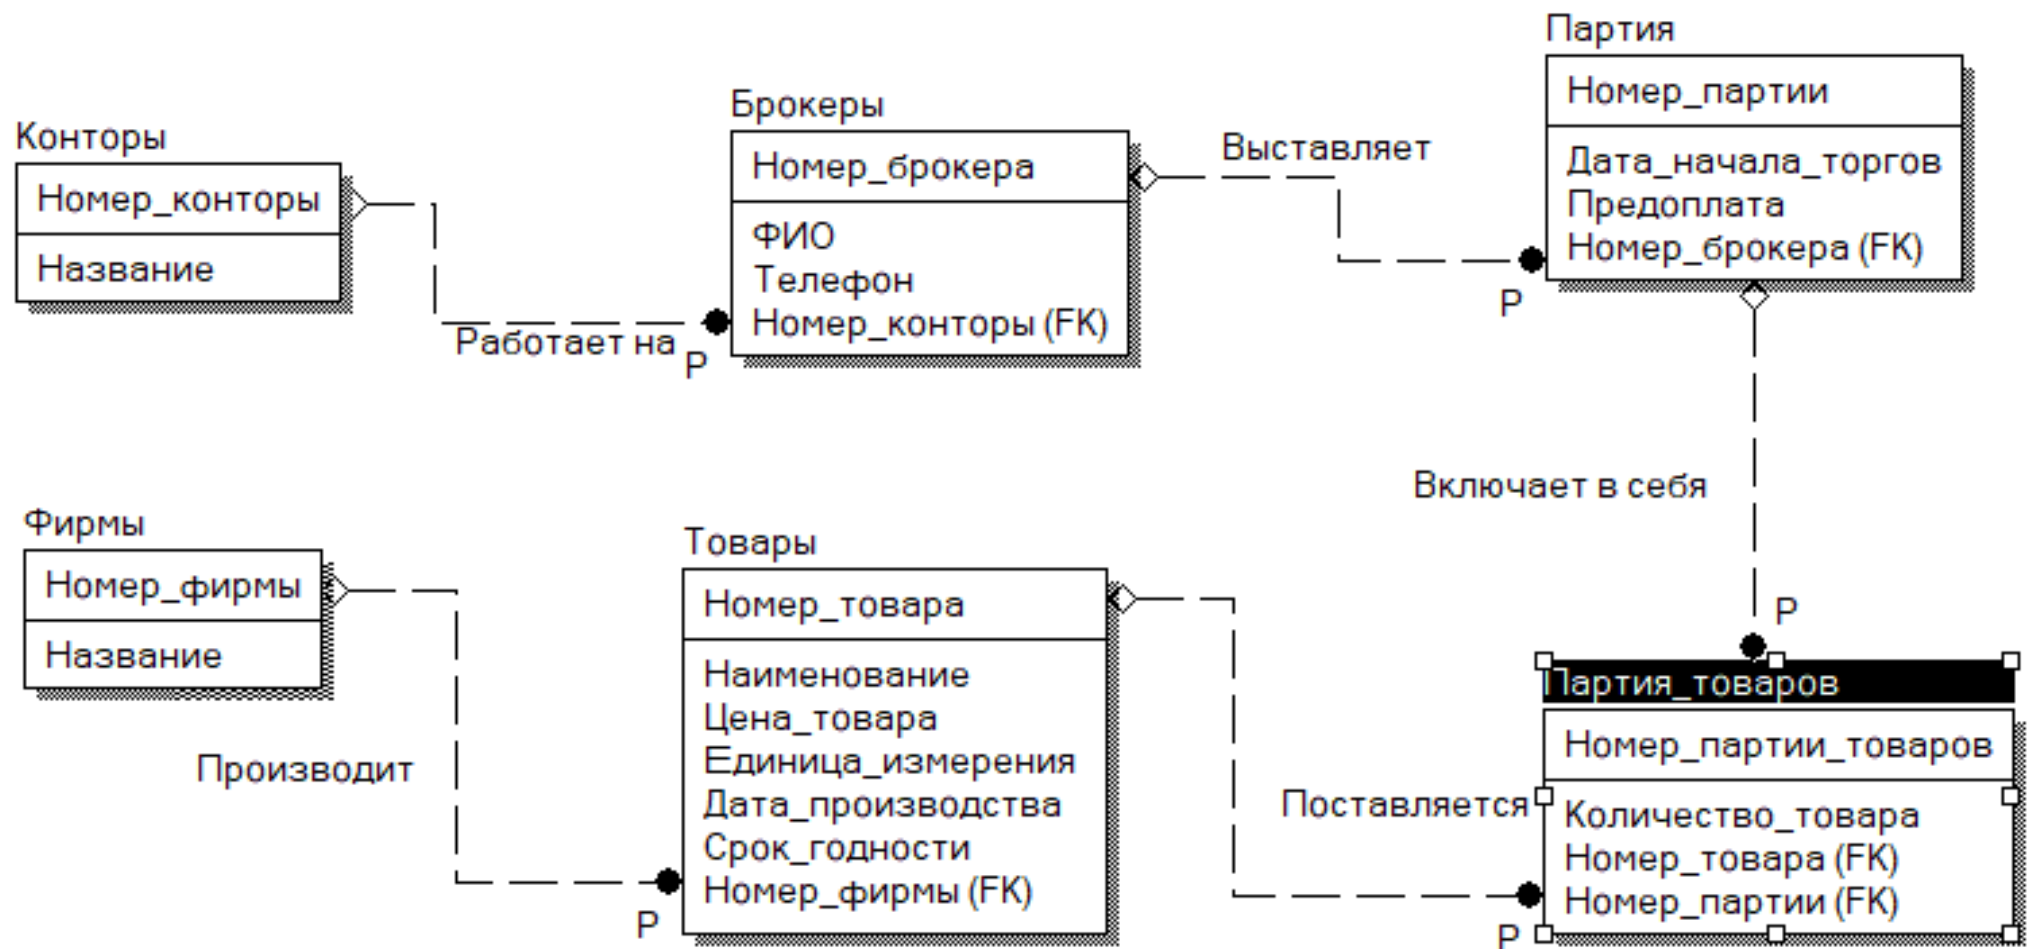 Конторы
Номер_конторы
Название
Работает на
P
Брокеры
Номер_брокера
ФИО
Телефон
Номер_конторы (FK)
Выставляет
P
Партия
Номер_партии
Дата_начала_торгов
Предоплата
Номер_брокера (FK)
Включает в себя
P
Фирмы
Номер_фирмы
Название
Производит
P
Товары
Номер_товара
Наименование
Цена_товара
Единица_измерения
Дата_производства
Срок_годности
Номер_фирмы (FK)
Поставляется
P
Партия_товаров
Номер_партии_товаров
Количество_товара
Номер_товара (FK)
Номер_партии (FK)